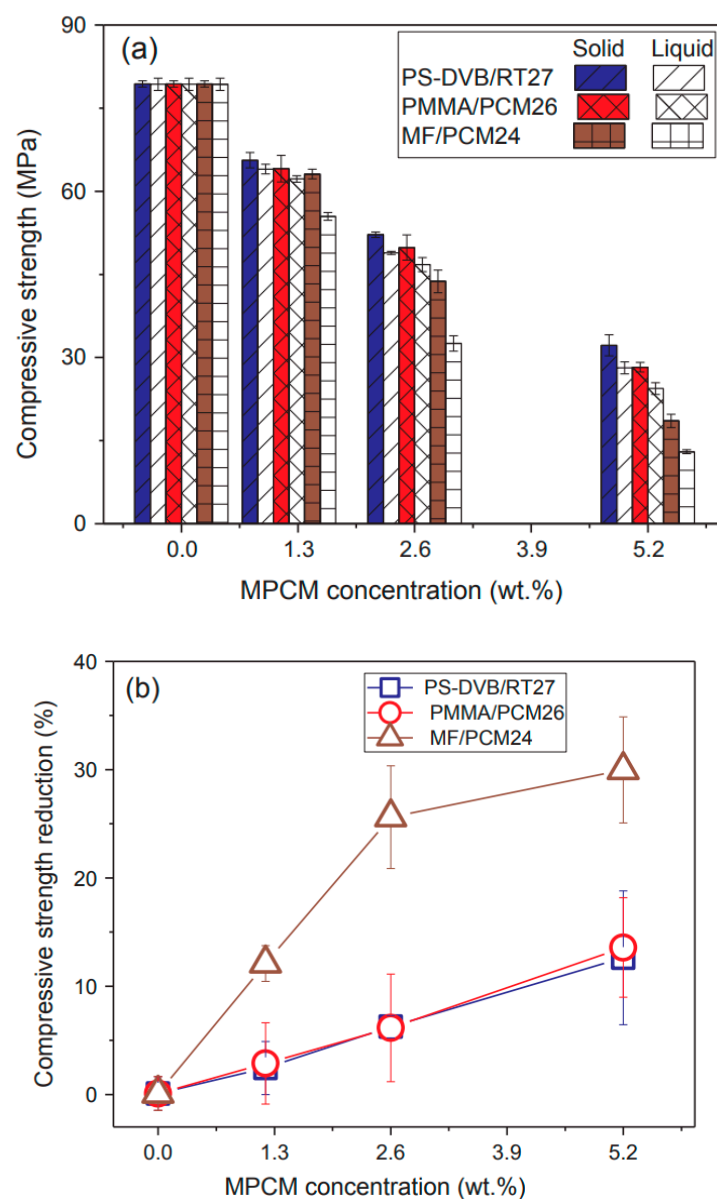 (a)
Solid Liquid
PS-DVB/RT27
PMMA/PCM26
MF/PCM24
90
60
30
0
Compressive strength (MPa)
0.0 1.3 2.6 3.9 5.2
MPCM concentration (wt.%)
(b)
PS-DVB/RT27
PMMA/PCM26
MF/PCM24
40
30
20
10
0
Compressive strength reduction (%)
0.0 1.3 2.6 3.9 5.2
MPCM concentration (wt.%)